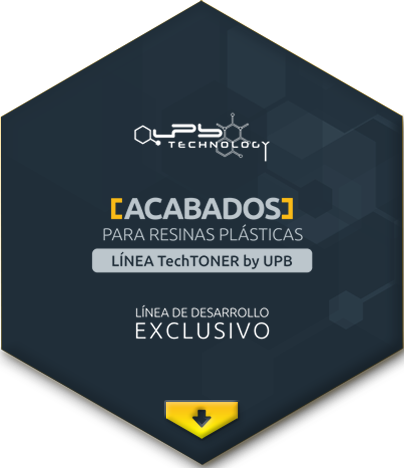 UPB
TECHNOLOGY
[ACABADOS]
PARA RESINAS PLÁSTICAS
LÍNEA TechTONER by UPB
LÍNEA DE DESARROLLO
EXCLUSIVO